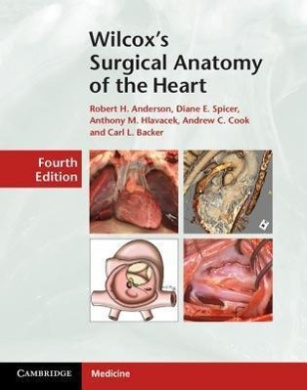 Wilcox's
Surgical Anatomy
of the Heart
Robert H. Anderson, Diane E. Spicer,
Anthony M. Hlavacek, Andrew C. Cook
and Carl L. Backer
Fourth
Edition
CAMBRIDGE
Medicine